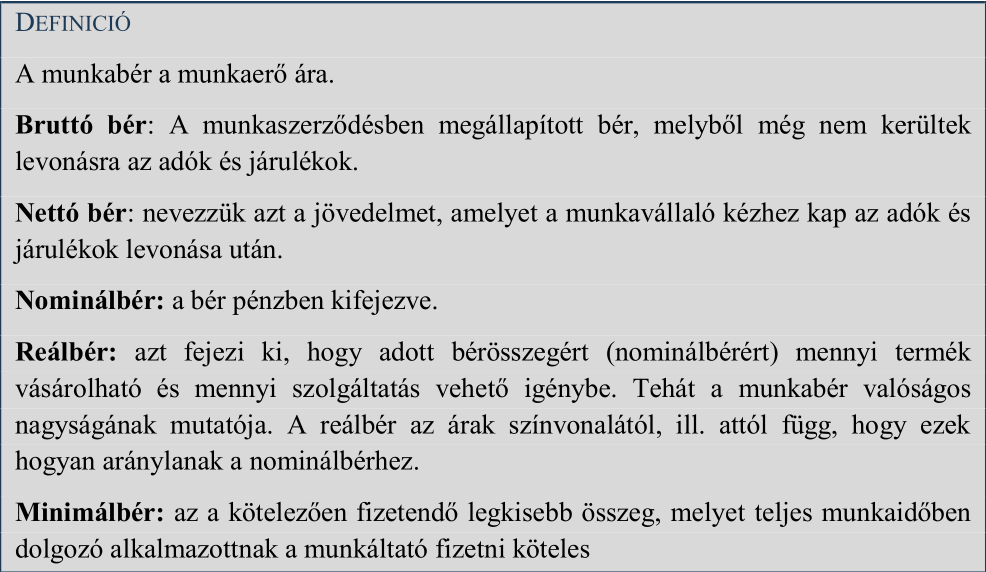 DEFINICIÓ
A munkabér a munkaerő ára.
Bruttó bér: A munkaszerződésben megállapított bér, melyből még nem kerültek
levonásra az adók és járulékok.
Nettó bér: nevezzük azt a jövedelmet, amelyet a munkavállaló kézhez kap az adók és
járulékok levonása után.
Nominálbér: a bér pénzben kifejezve.
Reálbér: azt fejezi ki, hogy adott bérösszegért (nominálbérért) mennyi termék
vásárolható és mennyi szolgáltatás vehető igénybe. Tehát a munkabér valóságos
nagyságának mutatója. A reálbér az árak színvonalától, ill. attól függ, hogy ezek
hogyan aránylanak a nominálbérhez.
Minimálbér: az a kötelezően fizetendő legkisebb összeg, melyet teljes munkaidőben
dolgozó alkalmazottnak a munkáltató fizetni köteles